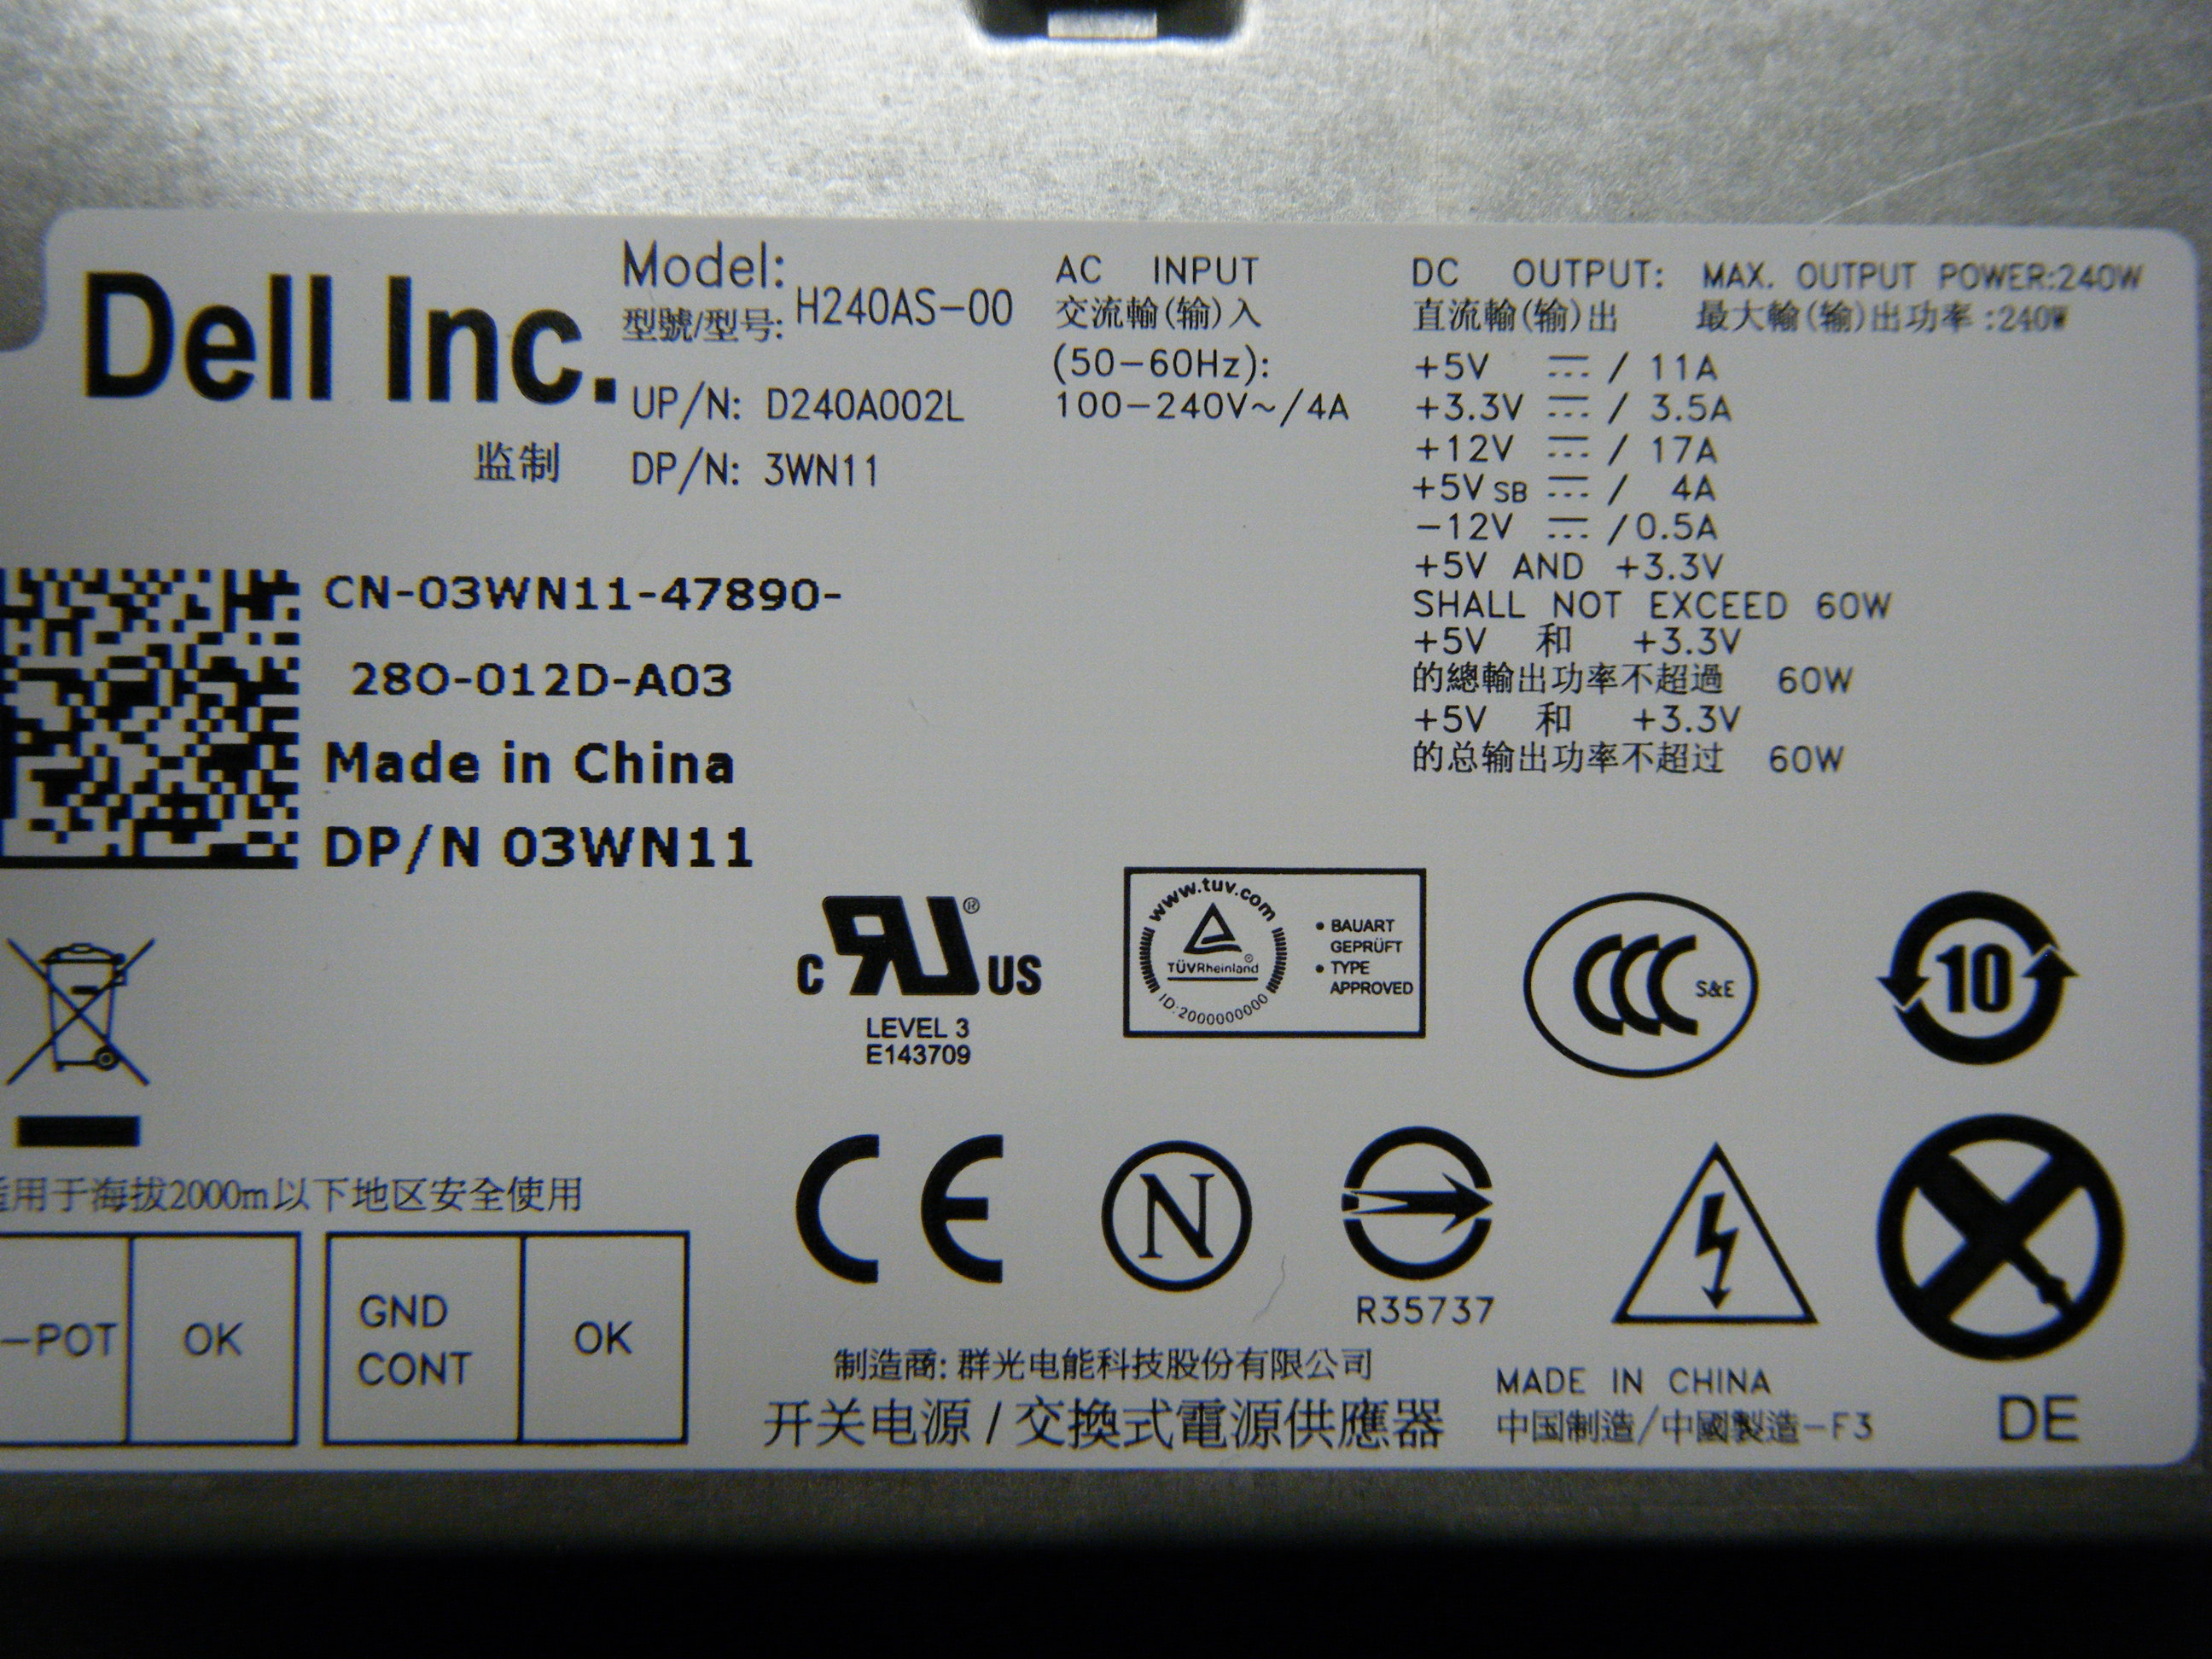 Dell Inc.
监制
Model:
型號/型号: H240AS-00
UP/N: D240A002L
DP/N: 3WN11
AC INPUT
交流輸(输)入
(50-60Hz):
100-240V~/4A
DC OUTPUT: MAX. OUTPUT POWER:240W
直流輸(输)出 最大輸(输)出功率:240W
+5V ⎓ / 11A
+3.3V ⎓ / 3.5A
+12V ⎓ / 17A
+5VSB ⎓ / 4A
-12V ⎓ /0.5A
+5V AND +3.3V
SHALL NOT EXCEED 60W
+5V 和 +3.3V
的總輸出功率不超過 60W
+5V 和 +3.3V
的总输出功率不超过 60W
CN-03WN11-47890-
28O-012D-A03
Made in China
DP/N 03WN11
c RU ® US
LEVEL 3
E143709
www.tuv.com
TÜVRheinland ®
ID:2000000000
• BAUART
GEPRÜFT
• TYPE
APPROVED
CCC S&E
10
用于海拔2000m以下地区安全使用
-POT OK
GND
CONT
OK
CE
N
R35737
制造商: 群光电能科技股份有限公司
开关电源 / 交換式電源供應器
MADE IN CHINA
中国制造/中國製造-F3
DE